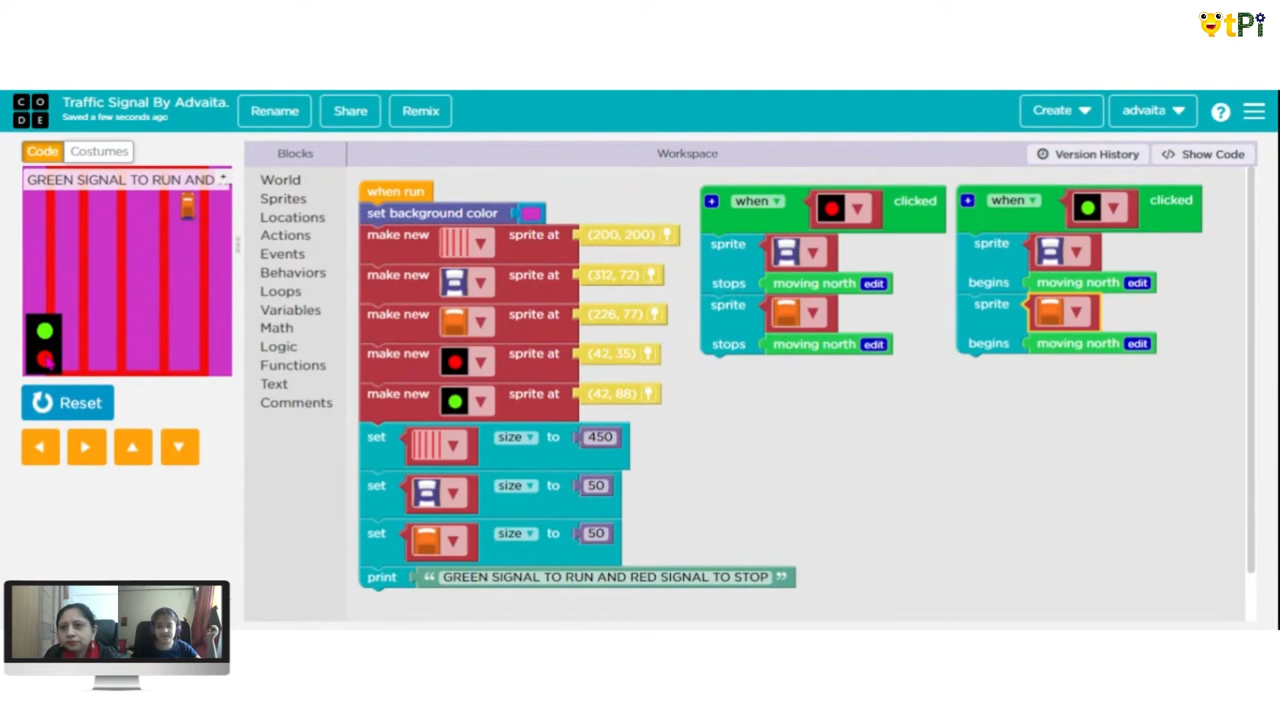 OtPi
C O
D E
Traffic Signal By Advaita.
Saved a few seconds ago
Rename
Share
Remix
Create
advaita
?
Code
Costumes
Blocks
Workspace
Version History
</> Show Code
GREEN SIGNAL TO RUN AND ...
Reset
World
Sprites
Locations
Actions
Events
Behaviors
Loops
Variables
Math
Logic
Functions
Text
Comments
when run
set background color
make new sprite at (200, 200)
make new sprite at (312, 72)
make new sprite at (226, 77)
make new sprite at (42, 35)
make new sprite at (42, 88)
set size to 450
set size to 50
set size to 50
print “ GREEN SIGNAL TO RUN AND RED SIGNAL TO STOP ”
when clicked
sprite
stops moving north edit
sprite
stops moving north edit
when clicked
sprite
begins moving north edit
sprite
begins moving north edit